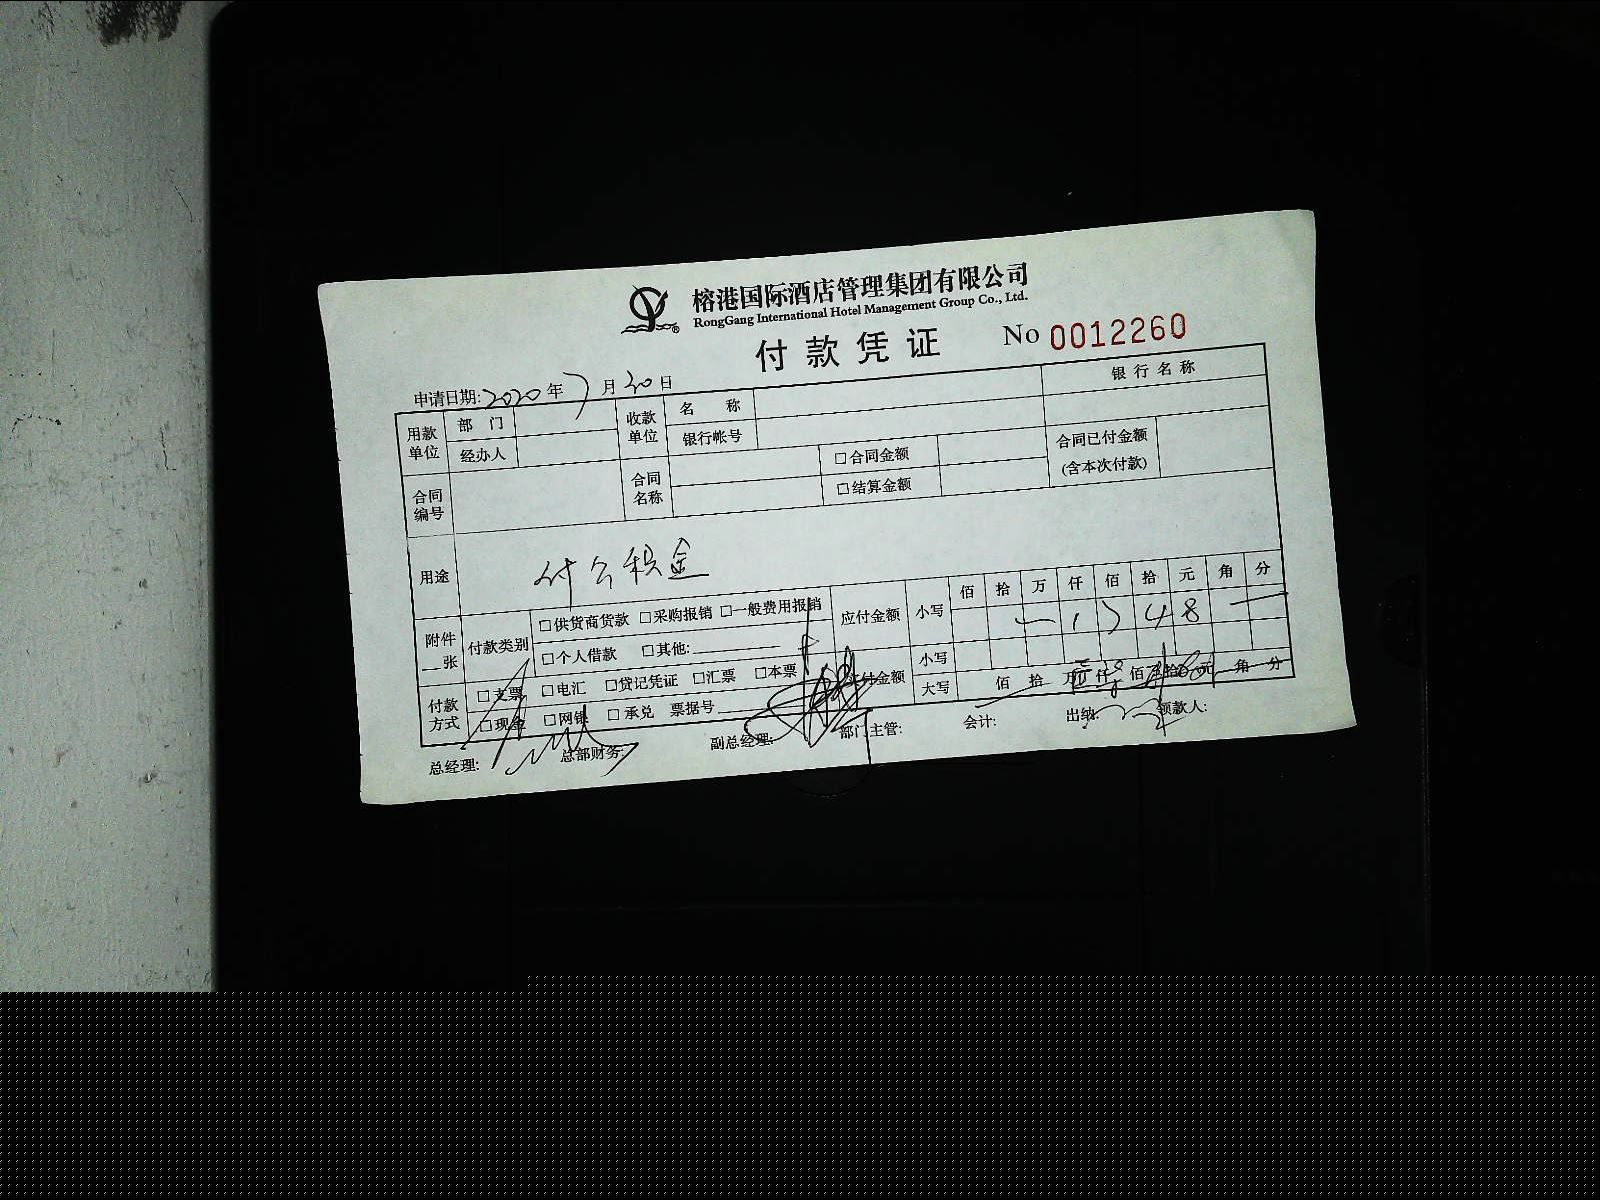 榕港国际酒店管理集团有限公司
RongGang International Hotel Management Group Co., Ltd.
付款凭证 No 0012260
申请日期: 2020 年 7 月 30 日
用款单位 部门 收款单位 名称 银行名称
经办人 银行帐号
合同编号 合同名称 □合同金额 合同已付金额
□结算金额 (含本次付款)
用途 付公积金
佰 拾 万 仟 佰 拾 元 角 分
附件 张 付款类别 □供货商货款 □采购报销 □一般费用报销 应付金额 小写 48
□个人借款 □其他: 小写
付款方式 □支票 □电汇 □贷记凭证 □汇票 □本票 实付金额 大写 佰 拾 万 仟 佰 拾 元 角 分
□现金 □网银 □承兑 票据号
总经理: 总部财务: 副总经理: 部门主管: 会计: 出纳: 领款人: